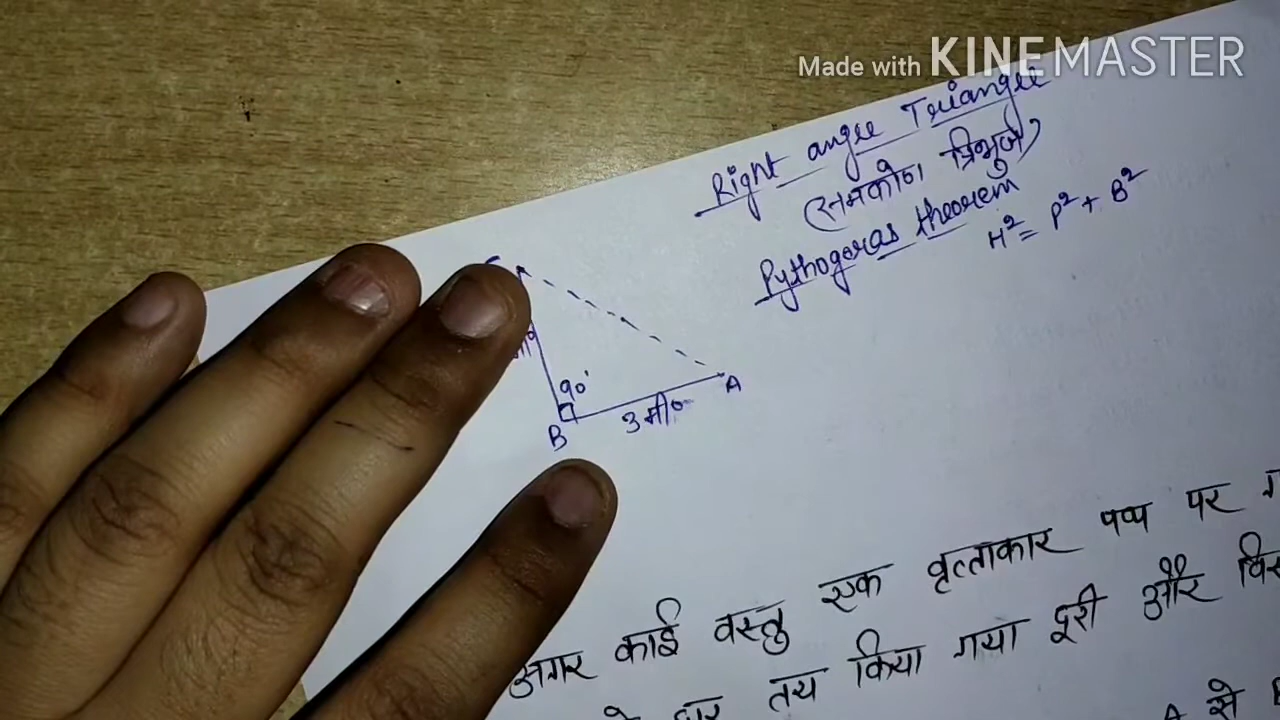 Made with KINEMASTER
Right angle Triangle
(समकोण त्रिभुज)
Pythogoras theorem
H² = P² + B²
90°
A
B
3मी०
अगर कोई वस्तु एक वृत्ताकार पथ पर
तय किया गया दूरी और
A से